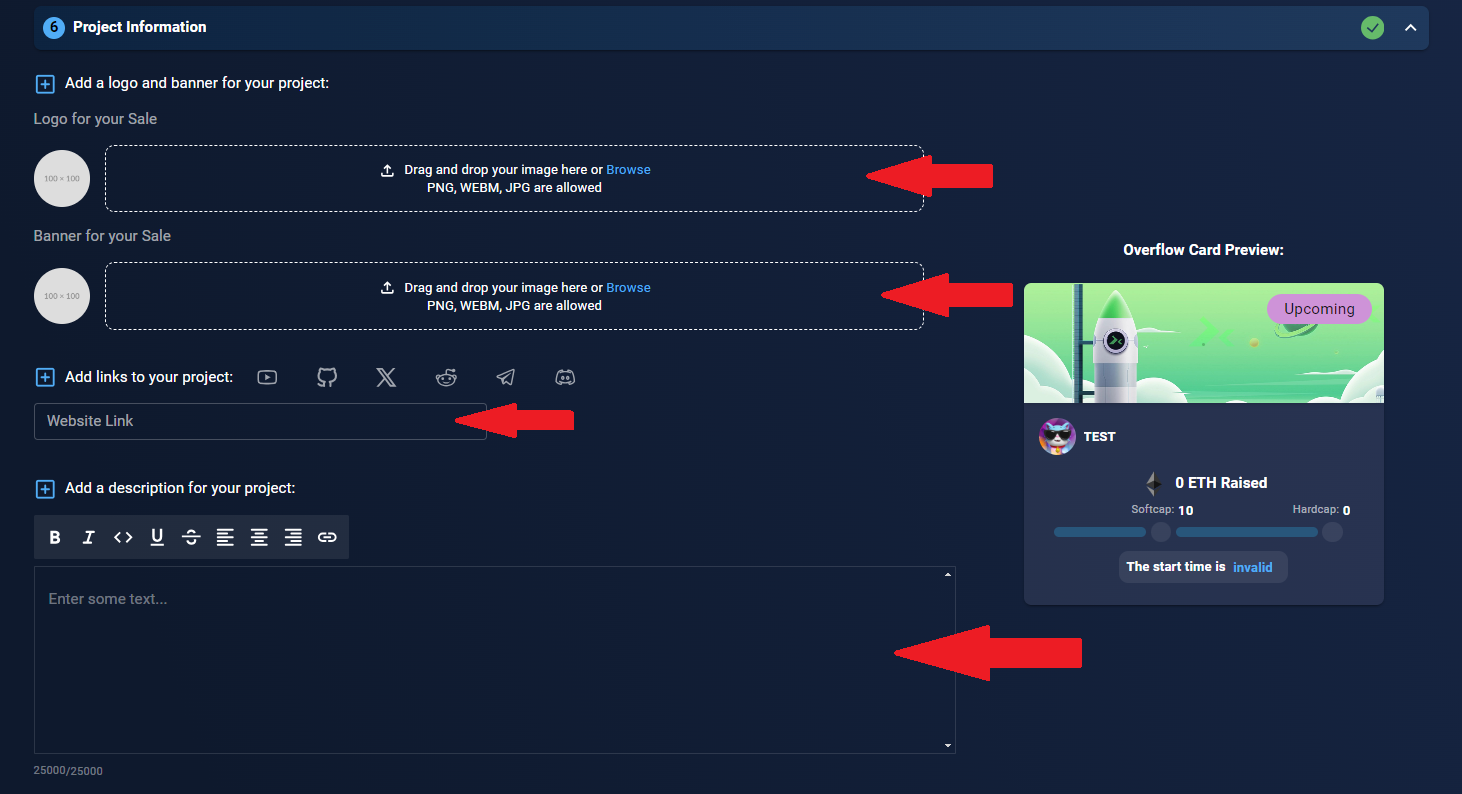 6 Project Information
Add a logo and banner for your project:
Logo for your Sale
100 × 100
Drag and drop your image here or Browse
PNG, WEBM, JPG are allowed
Banner for your Sale
100 × 100
Drag and drop your image here or Browse
PNG, WEBM, JPG are allowed
Add links to your project:
Website Link
Add a description for your project:
B I <> U S
Enter some text...
25000/25000
Overflow Card Preview:
Upcoming
TEST
0 ETH Raised
Softcap: 10 Hardcap: 0
The start time is invalid